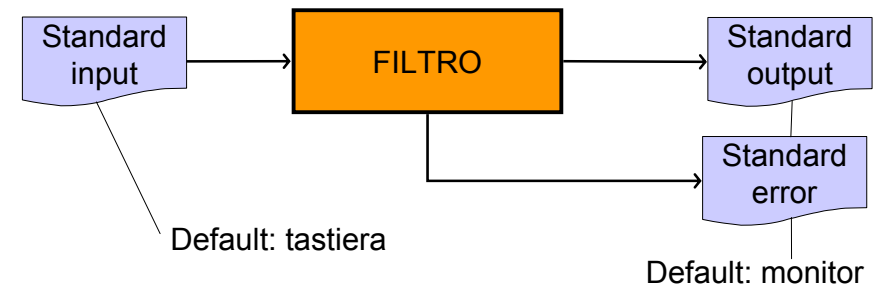 Standard
input
FILTRO
Standard
output
Standard
error
Default: tastiera
Default: monitor